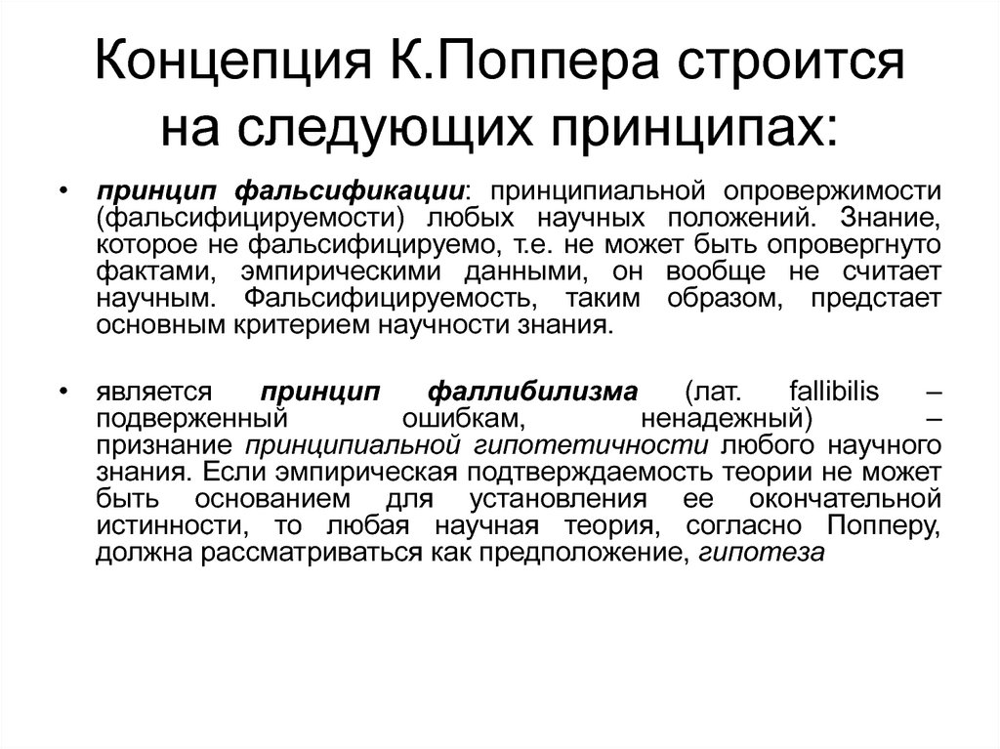 Концепция К.Поппера строится
на следующих принципах:
• принцип фальсификации: принципиальной опровержимости
(фальсифицируемости) любых научных положений. Знание,
которое не фальсифицируемо, т.е. не может быть опровергнуто
фактами, эмпирическими данными, он вообще не считает
научным. Фальсифицируемость, таким образом, предстает
основным критерием научности знания.
• является принцип фаллибилизма (лат. fallibilis –
подверженный ошибкам, ненадежный) –
признание принципиальной гипотетичности любого научного
знания. Если эмпирическая подтверждаемость теории не может
быть основанием для установления ее окончательной
истинности, то любая научная теория, согласно Попперу,
должна рассматриваться как предположение, гипотеза